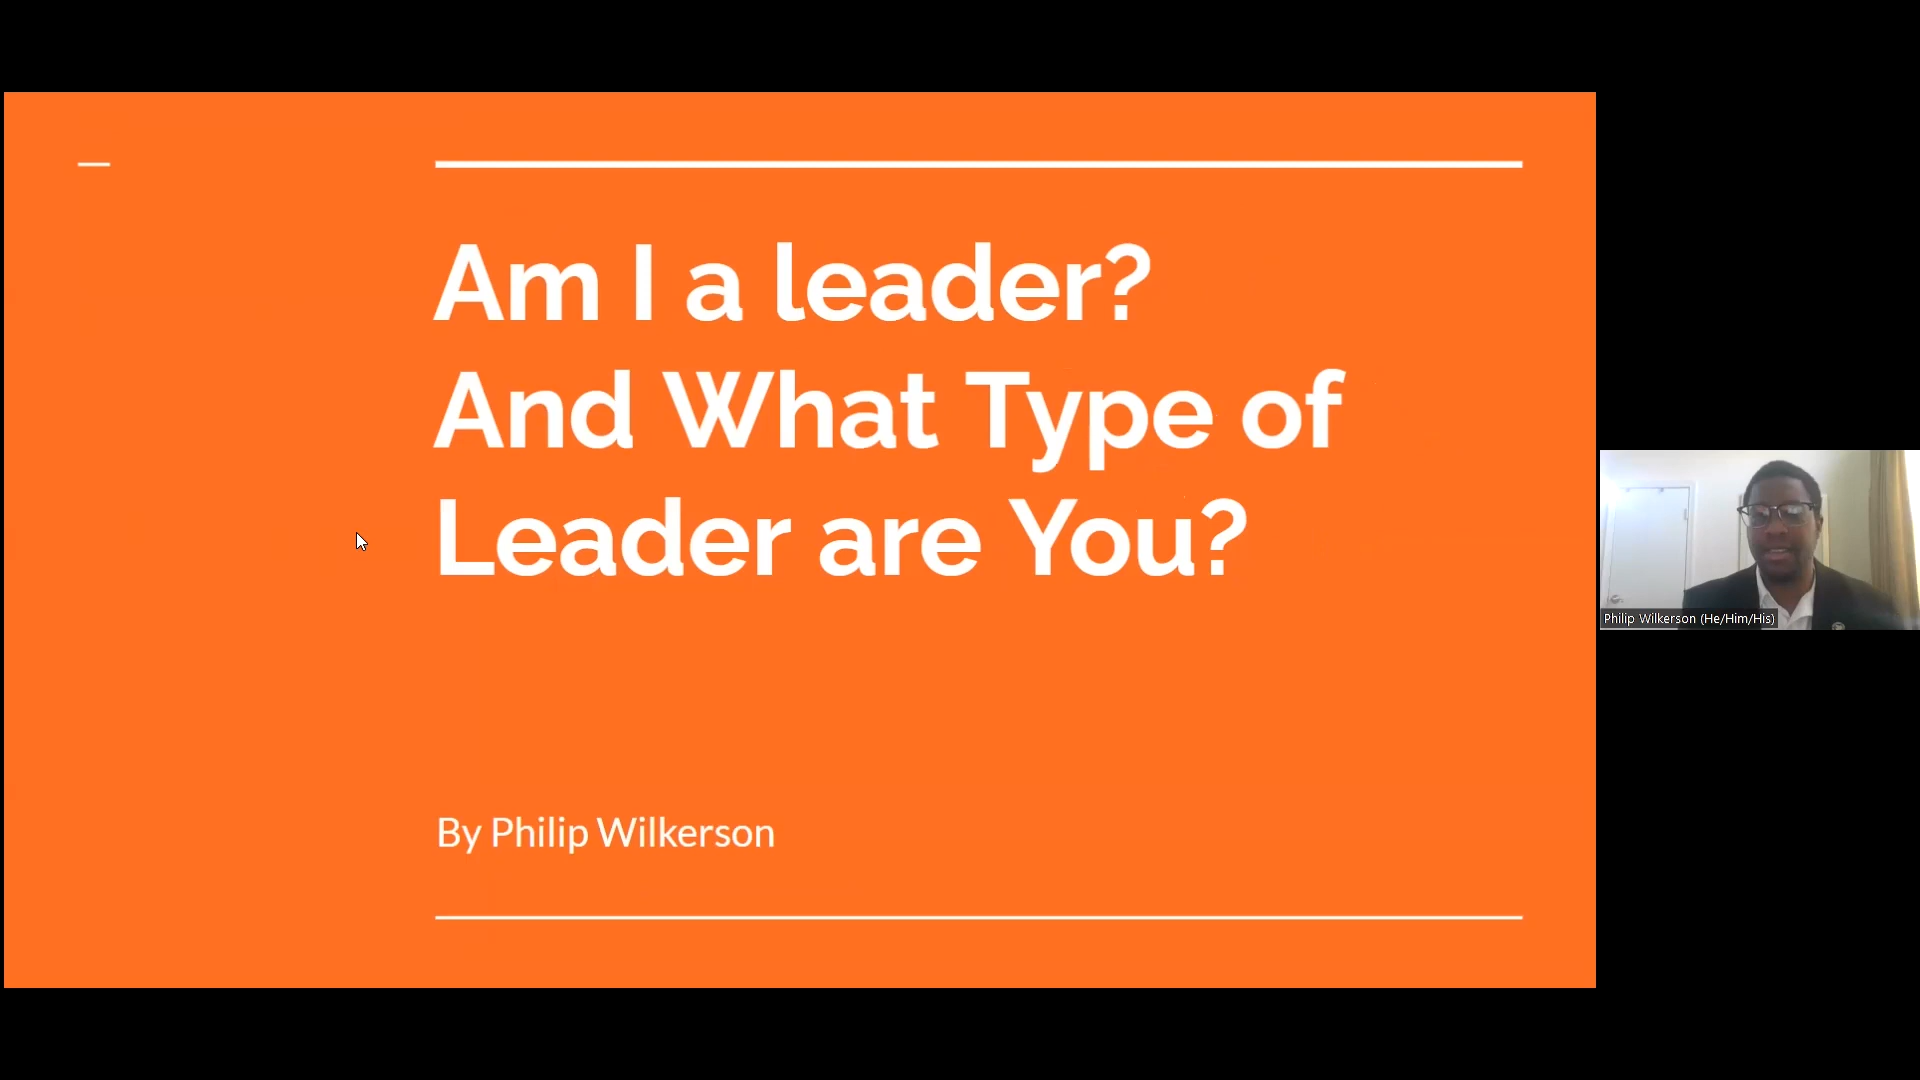 Am I a leader?
And What Type of
Leader are You?
By Philip Wilkerson
Philip Wilkerson (He/Him/His)